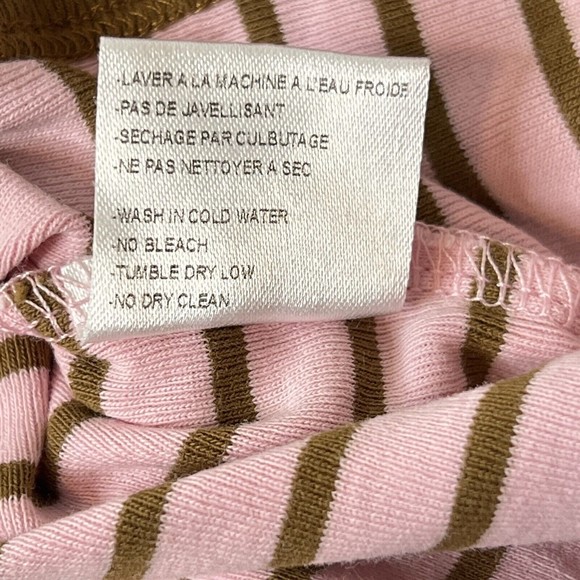 -LAVER A LA MACHINE A L'EAU FROIDE
-PAS DE JAVELLISANT
-SECHAGE PAR CULBUTAGE
-NE PAS NETTOYER A SEC
-WASH IN COLD WATER
-NO BLEACH
-TUMBLE DRY LOW
-NO DRY CLEAN